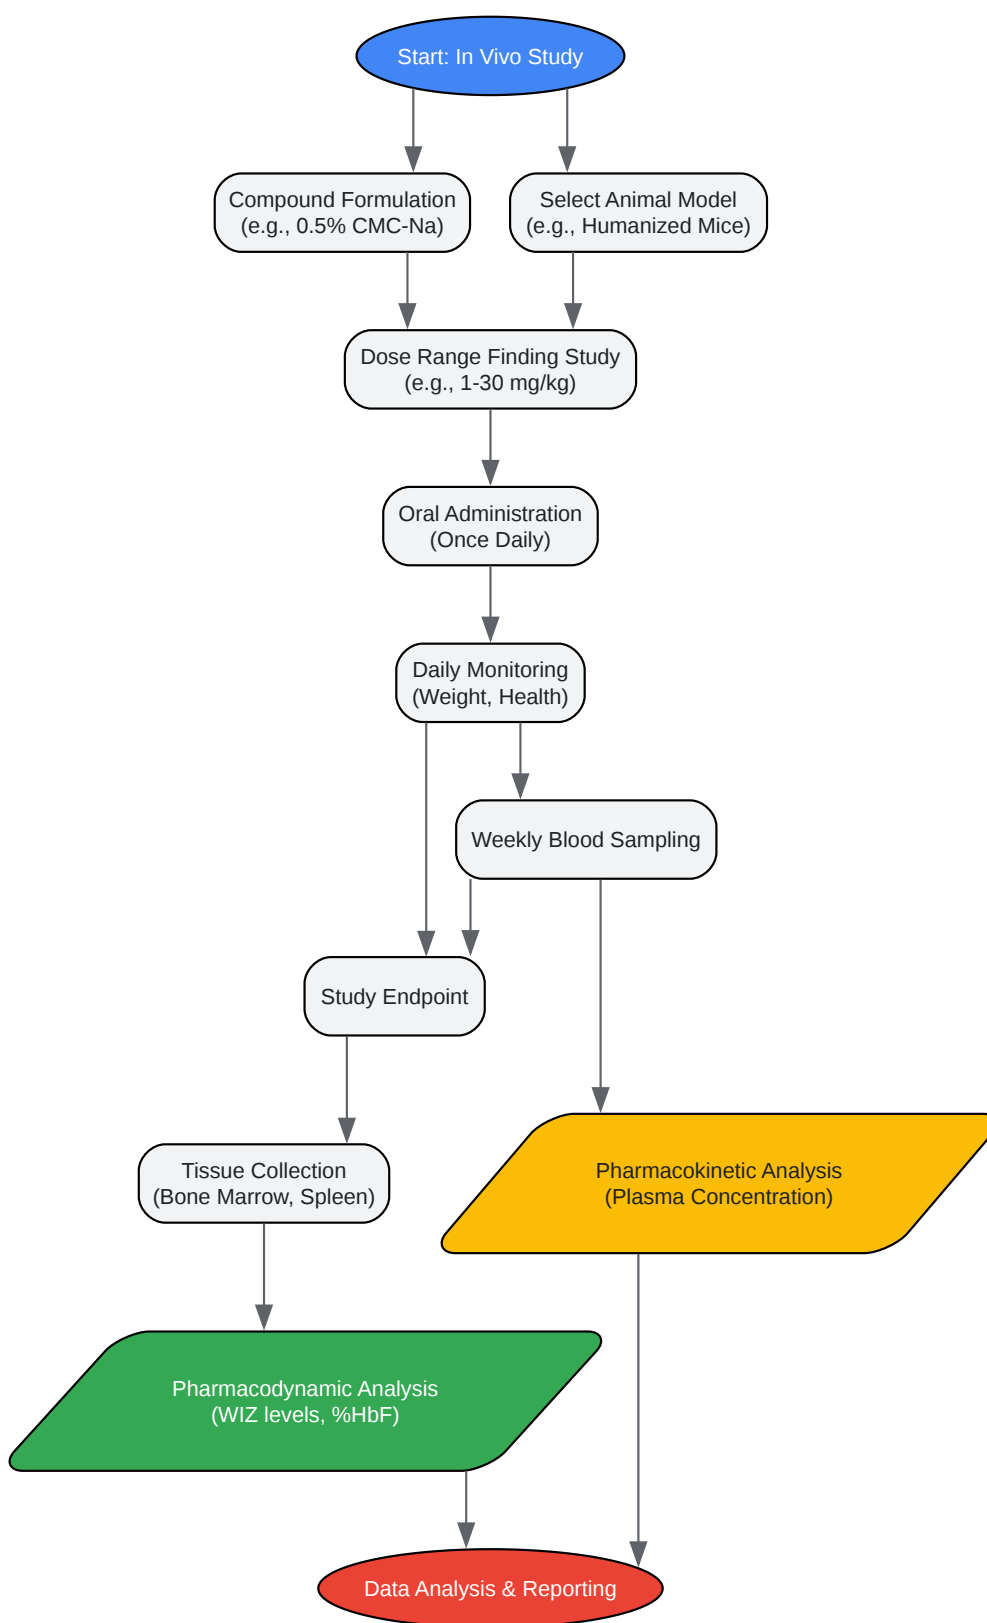 Start: In Vivo Study
Compound Formulation
(e.g., 0.5% CMC-Na)
Select Animal Model
(e.g., Humanized Mice)
Dose Range Finding Study
(e.g., 1-30 mg/kg)
Oral Administration
(Once Daily)
Daily Monitoring
(Weight, Health)
Weekly Blood Sampling
Study Endpoint
Tissue Collection
(Bone Marrow, Spleen)
Pharmacokinetic Analysis
(Plasma Concentration)
Pharmacodynamic Analysis
(WIZ levels, %HbF)
Data Analysis & Reporting